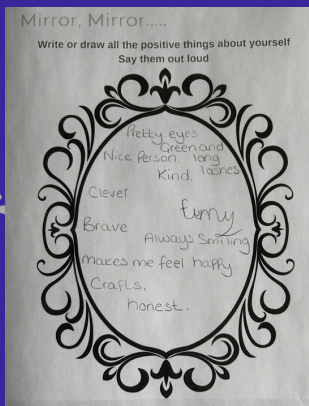 Mirror, Mirror.....
Write or draw all the positive things about yourself
Say them out loud
Pretty eyes
Green and
Nice Person. long
Kind. lashes
Clever.
funny
Brave
Always Smiling
makes me feel happy
Crafts.
honest.